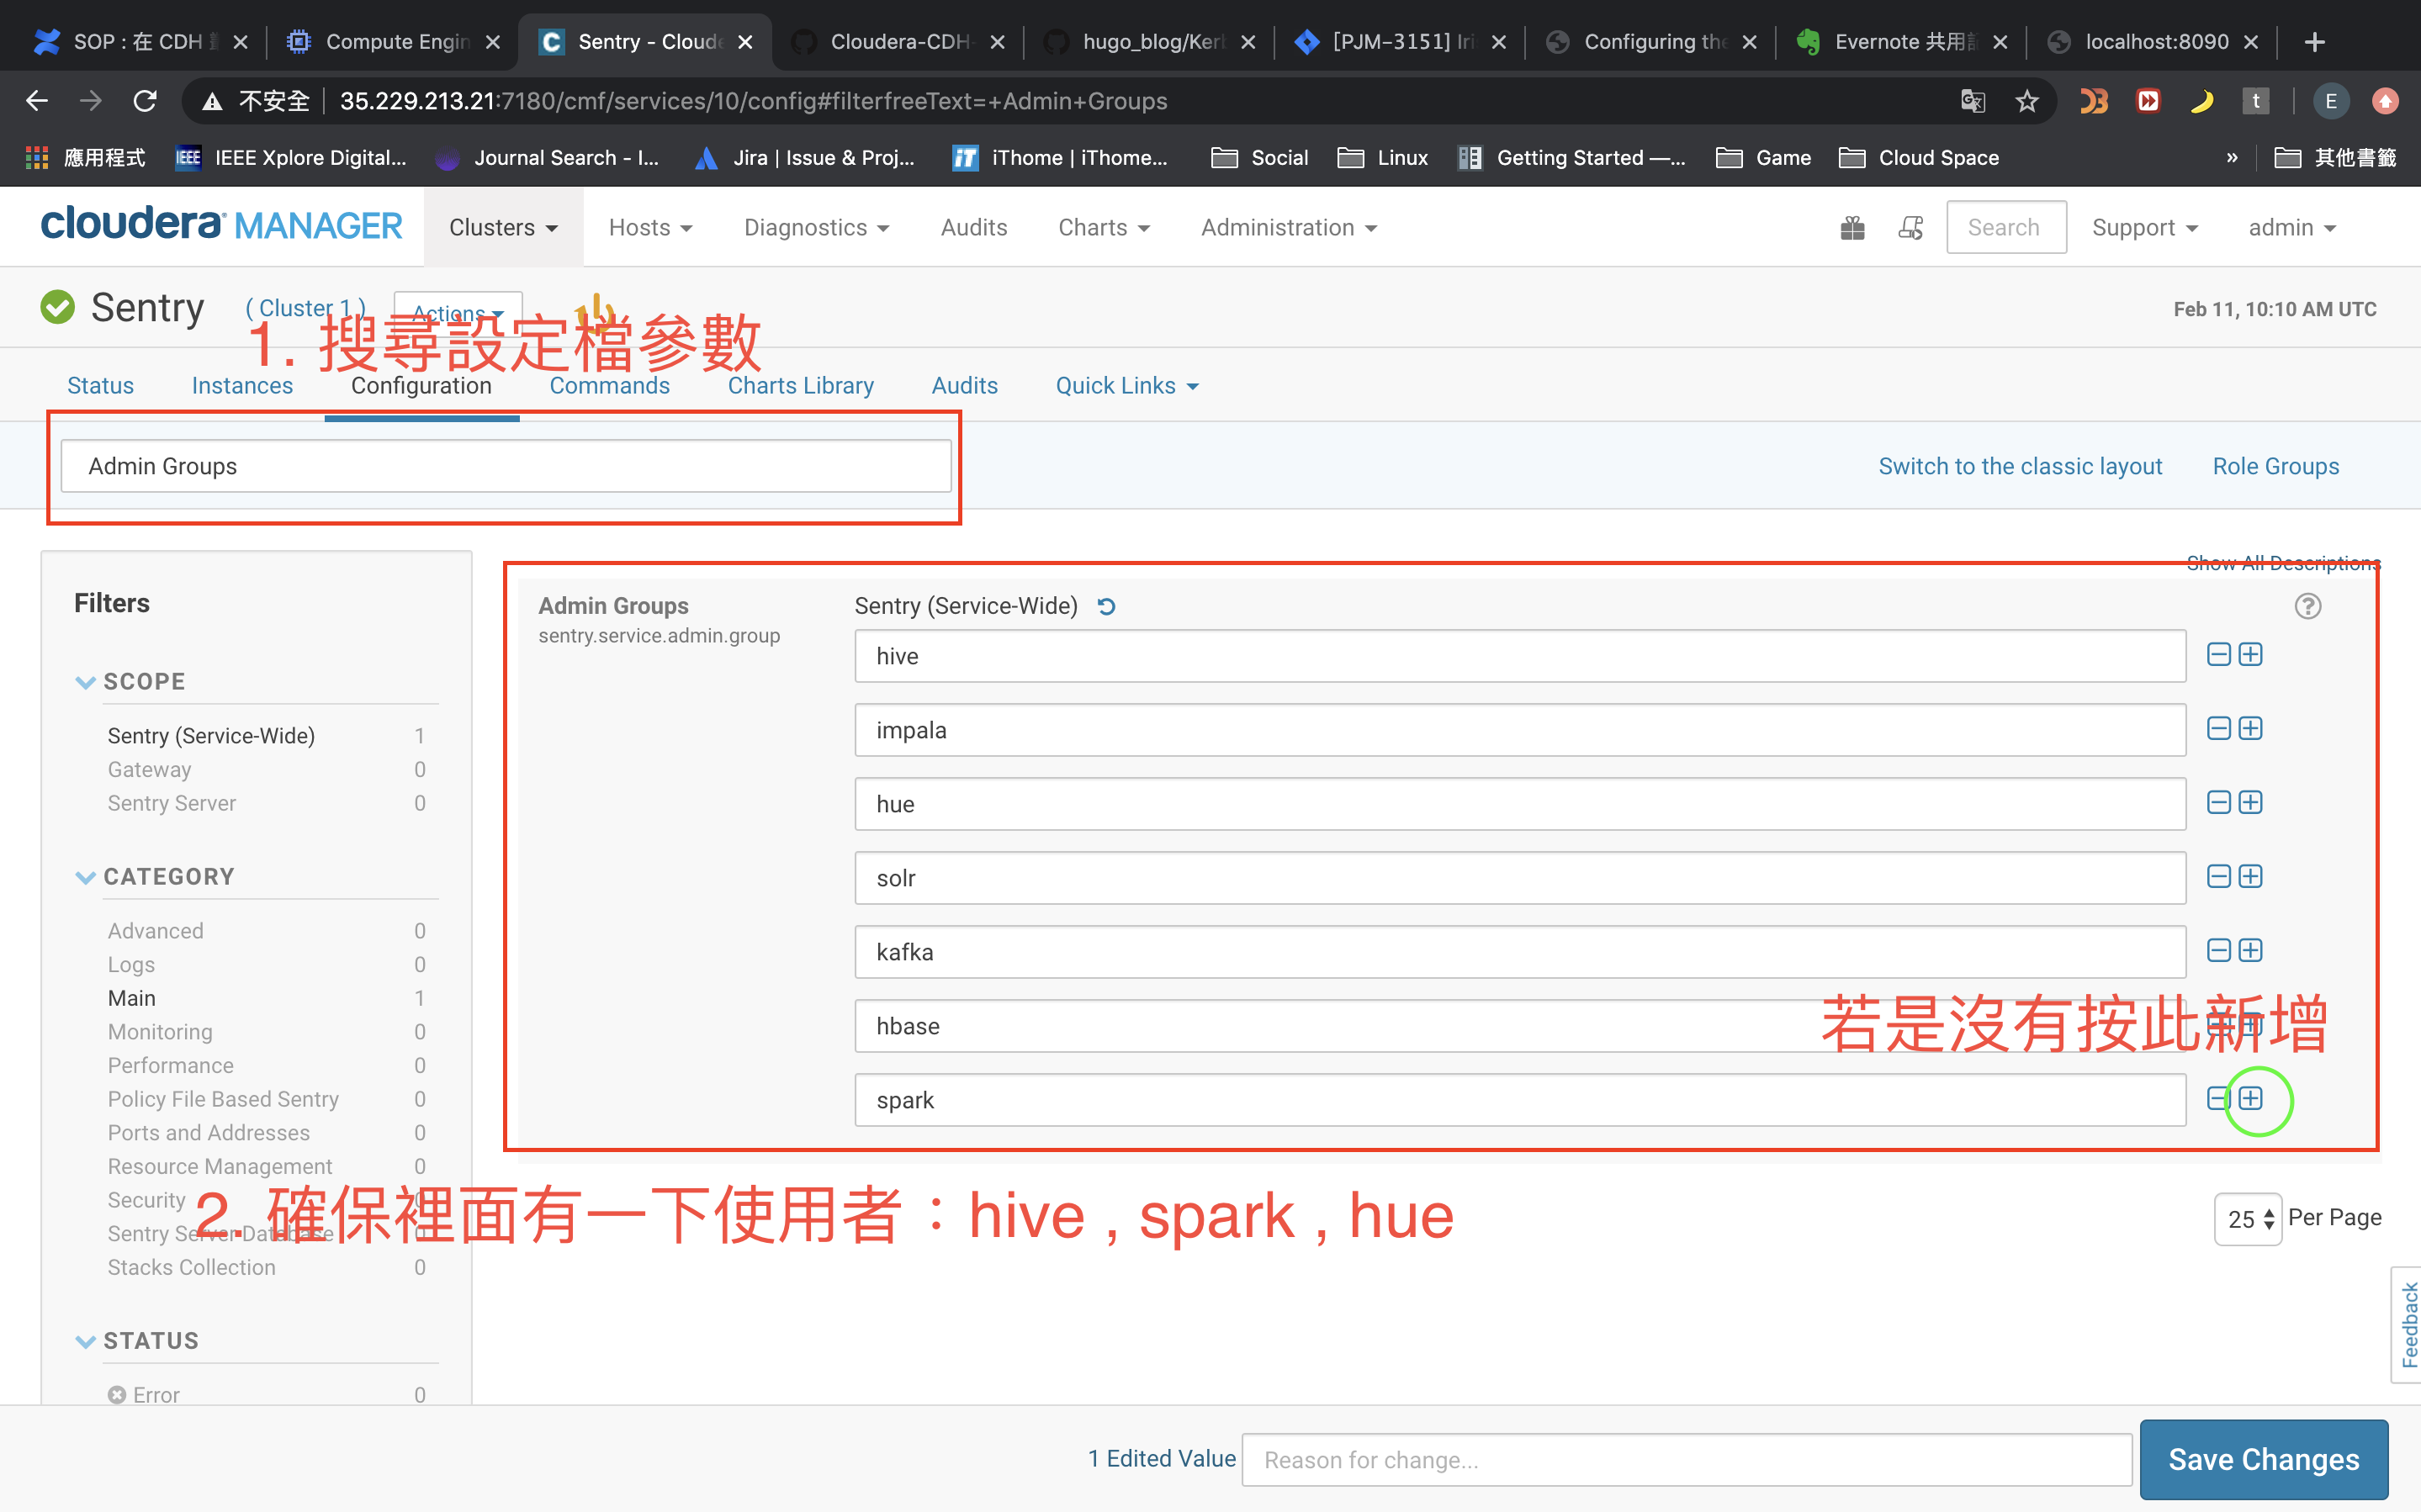 SOP : 在 CDH
Compute Engin
Sentry - Cloude
Cloudera-CDH-
hugo_blog/Kerb
[PJM-3151] Iri
Configuring the
Evernote 共用
localhost:8090
不安全
35.229.213.21:7180/cmf/services/10/config#filterfreeText=+Admin+Groups
E
應用程式
IEEE Xplore Digital...
Journal Search - I...
Jira | Issue & Proj...
iThome | iThome...
Social
Linux
Getting Started —...
Game
Cloud Space
»
其他書籤
cloudera MANAGER
Clusters
Hosts
Diagnostics
Audits
Charts
Administration
Search
Support
admin
Sentry
( Cluster 1 )
Actions
Feb 11, 10:10 AM UTC
1. 搜尋設定檔參數
Status
Instances
Configuration
Commands
Charts Library
Audits
Quick Links
Admin Groups
Switch to the classic layout
Role Groups
Show All Descriptions
Filters
SCOPE
Sentry (Service-Wide) 1
Gateway 0
Sentry Server 0
CATEGORY
Advanced 0
Logs 0
Main 1
Monitoring 0
Performance 0
Policy File Based Sentry 0
Ports and Addresses 0
Resource Management 0
Security 0
Sentry Server Database 0
Stacks Collection 0
STATUS
Error 0
Admin Groups
sentry.service.admin.group
Sentry (Service-Wide)
hive
impala
hue
solr
kafka
hbase
spark
若是沒有按此新增
2. 確保裡面有一下使用者：hive , spark , hue
25 Per Page
Feedback
1 Edited Value
Reason for change...
Save Changes